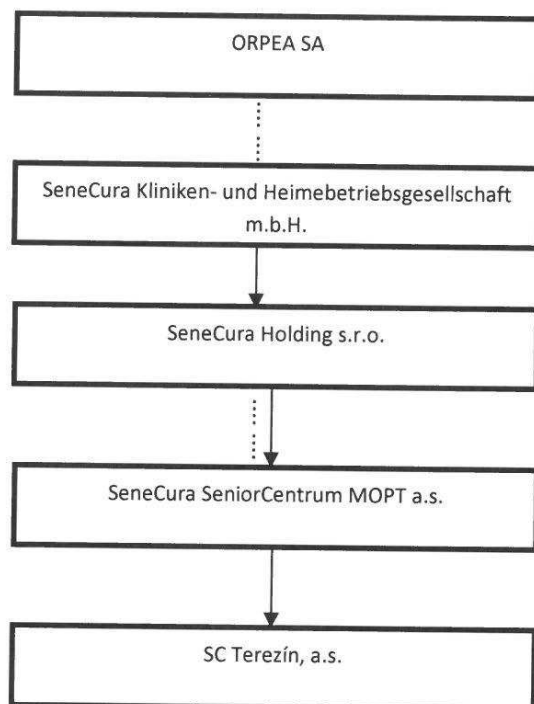 ORPEA SA
SeneCura Kliniken- und Heimebetriebsgesellschaft
m.b.H.
SeneCura Holding s.r.o.
SeneCura SeniorCentrum MOPT a.s.
SC Terezín, a.s.